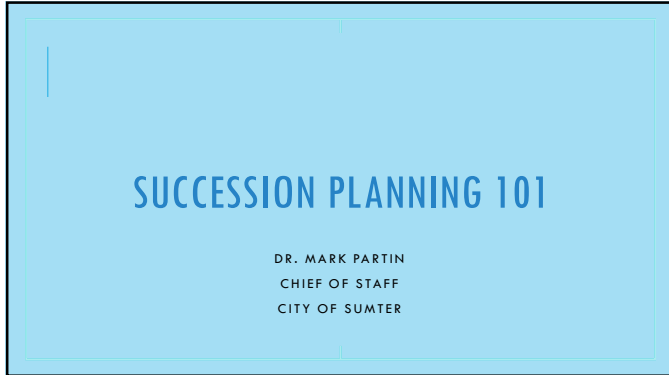 SUCCESSION PLANNING 101
DR. MARK PARTIN
CHIEF OF STAFF
CITY OF SUMTER